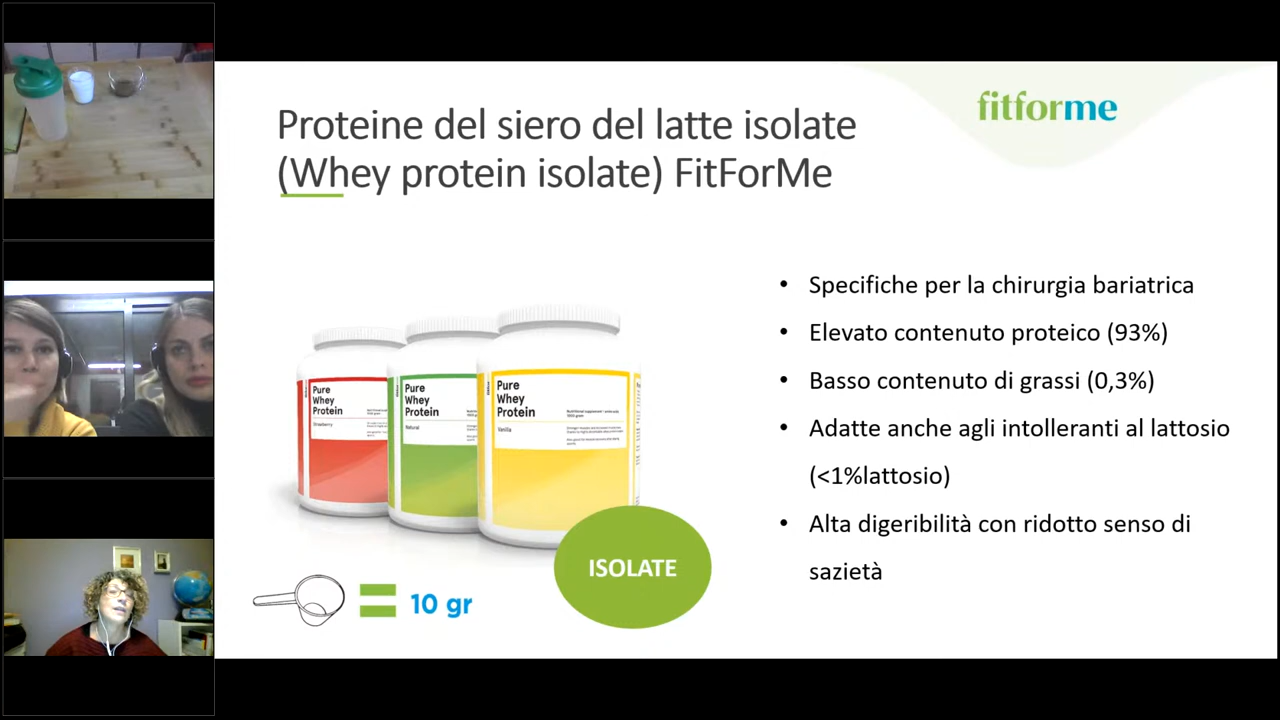 fitforme
Proteine del siero del latte isolate
(Whey protein isolate) FitForMe
• Specifiche per la chirurgia bariatrica
• Elevato contenuto proteico (93%)
• Basso contenuto di grassi (0,3%)
• Adatte anche agli intolleranti al lattosio
(<1%lattosio)
• Alta digeribilità con ridotto senso di
sazietà
Pure
Whey
Protein
Strawberry
Pure
Whey
Protein
Natural
Pure
Whey
Protein
Vanilla
ISOLATE
10 gr